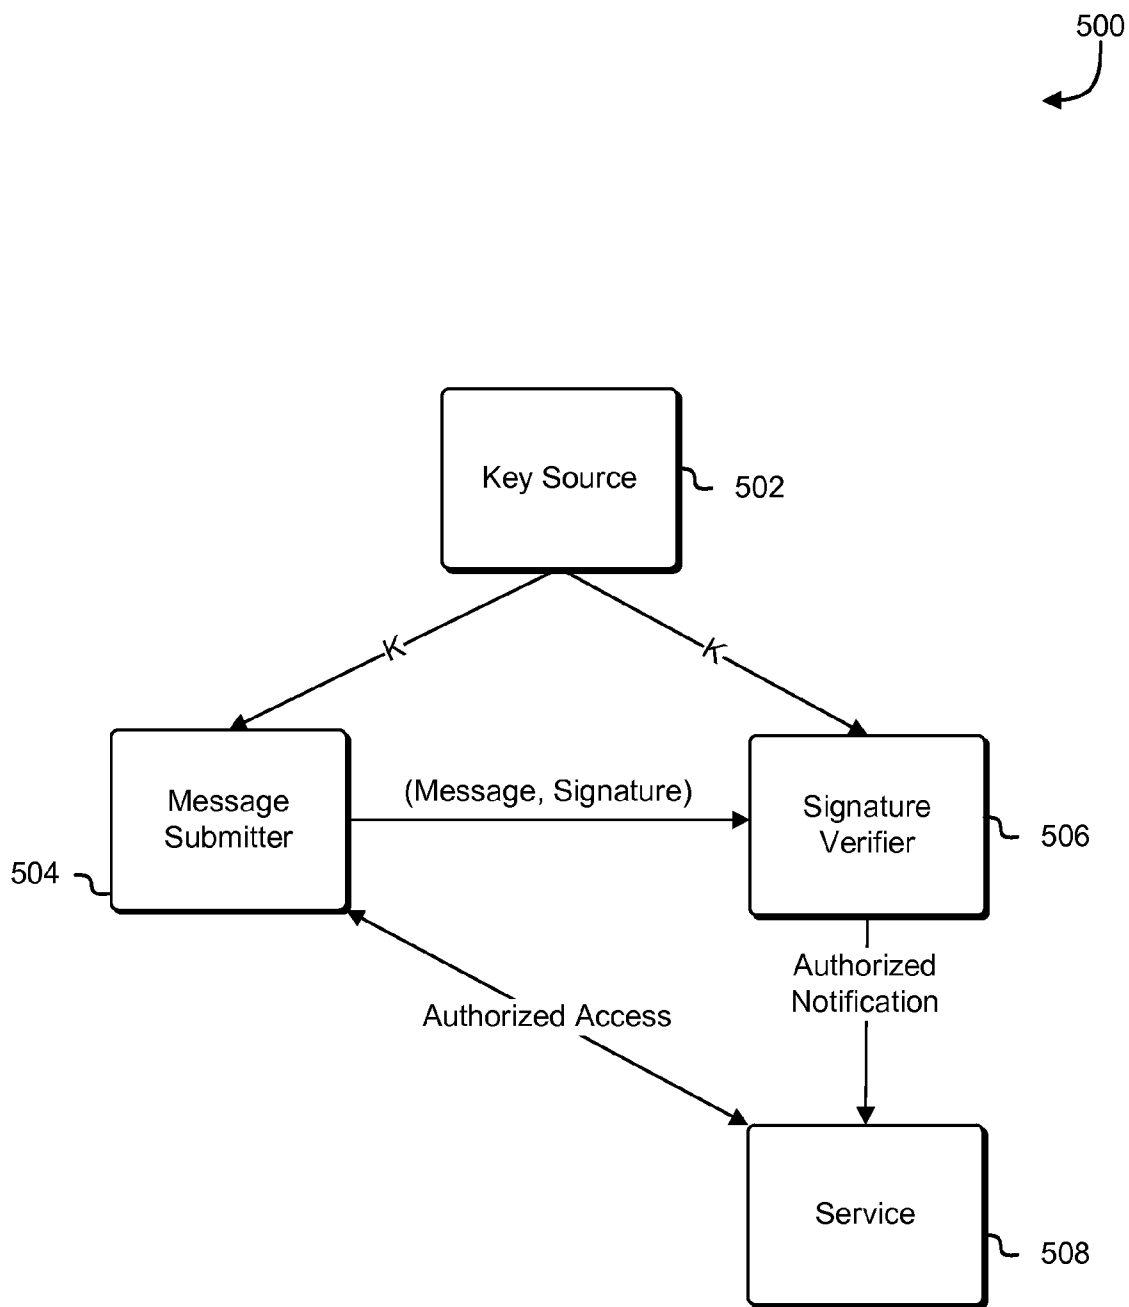 500
Key Source
502
K
K
Message
Submitter
(Message, Signature)
Signature
Verifier
504
506
Authorized
Notification
Authorized Access
Service
508